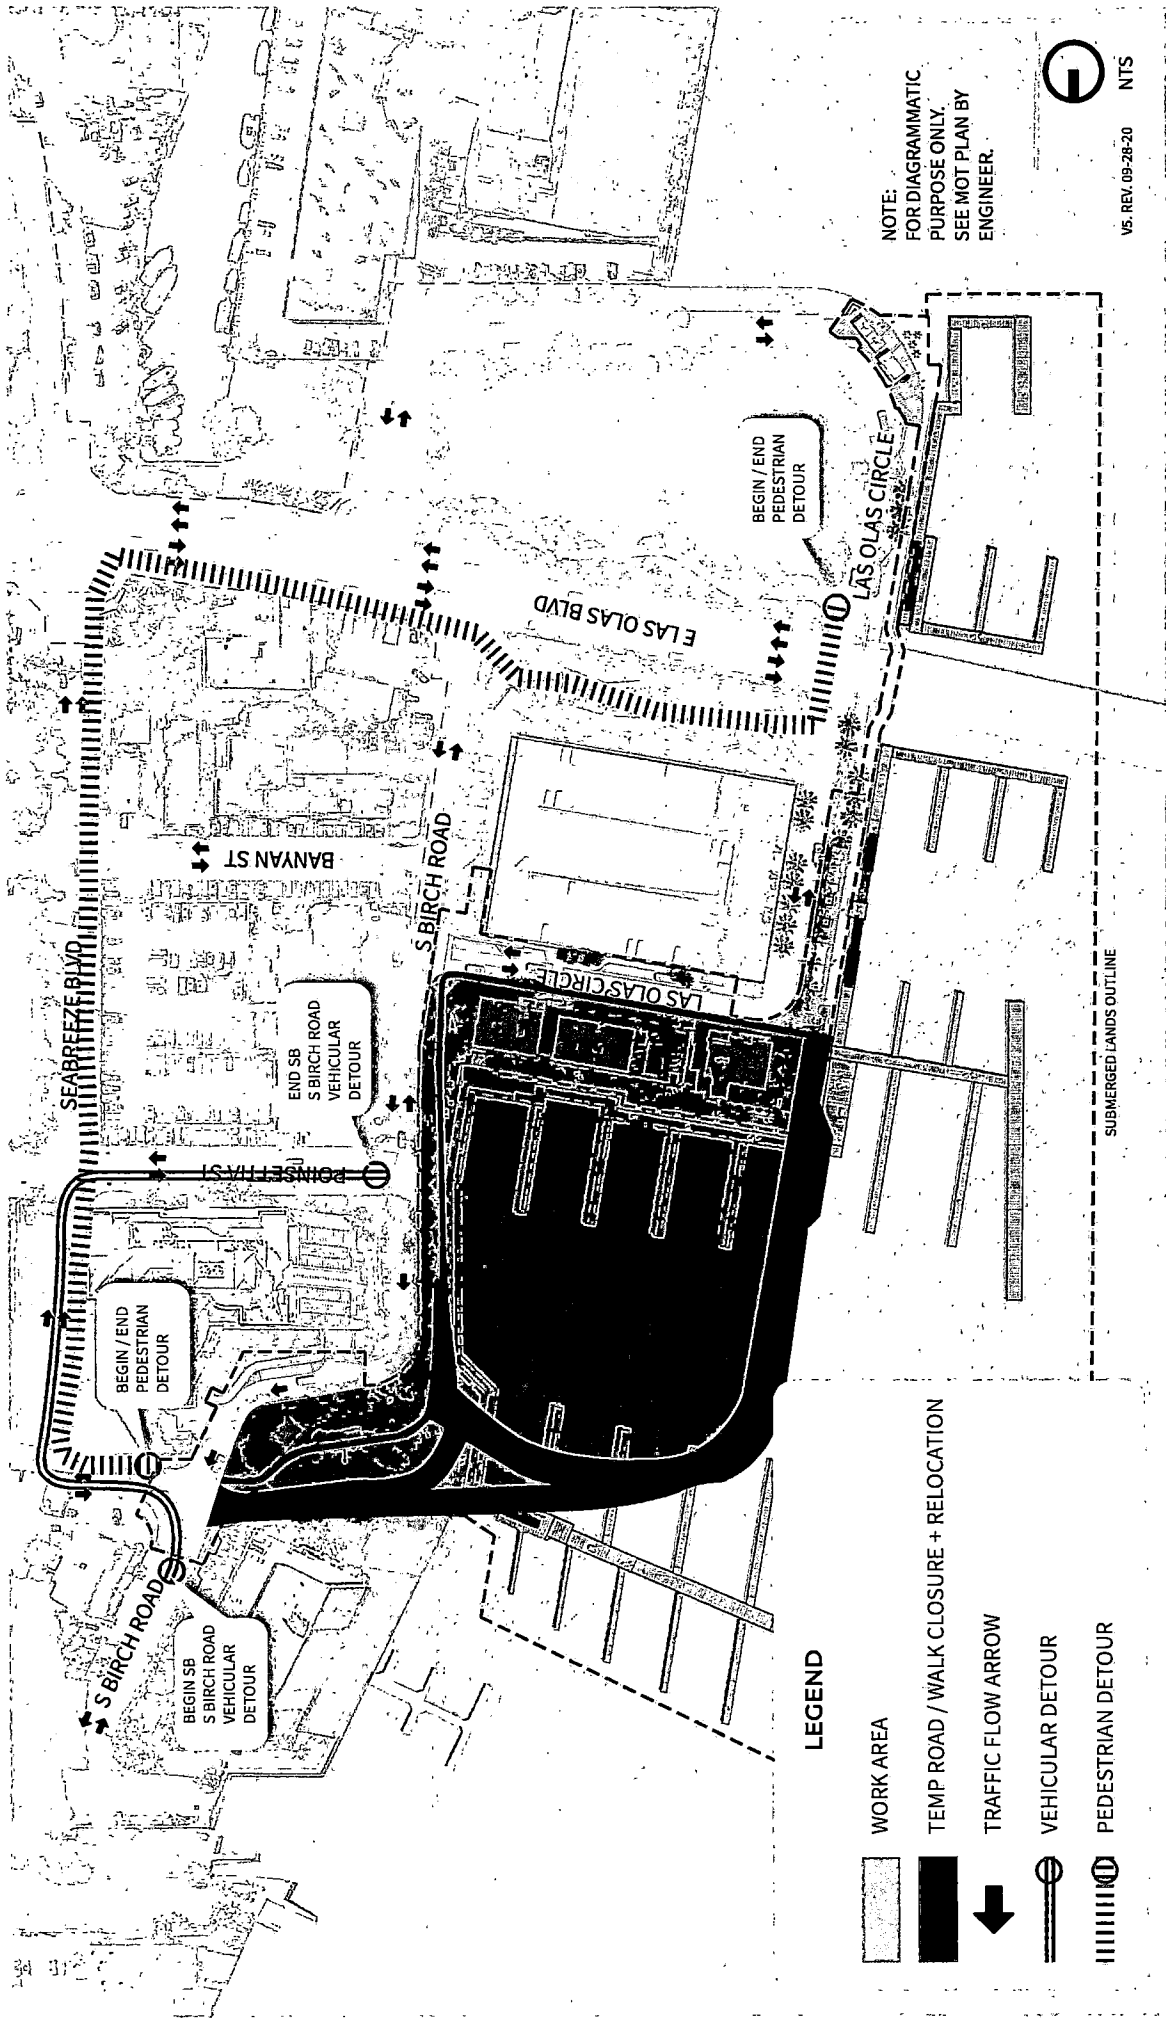 SEABREEZE BLVD
S BIRCH ROAD
BEGIN SB
S BIRCH ROAD
VEHICULAR
DETOUR
BEGIN / END
PEDESTRIAN
DETOUR
POINSETTIA ST
END SB
S BIRCH ROAD
VEHICULAR
DETOUR
BANYAN ST
S BIRCH ROAD
LAS OLAS CIRCLE
E LAS OLAS BLVD
BEGIN / END
PEDESTRIAN
DETOUR
LAS OLAS CIRCLE
SUBMERGED LANDS OUTLINE
NOTE:
FOR DIAGRAMMATIC
PURPOSE ONLY.
SEE MOT PLAN BY
ENGINEER.
NTS
V5. REV. 09-28-20
LEGEND
WORK AREA
TEMP ROAD / WALK CLOSURE + RELOCATION
TRAFFIC FLOW ARROW
VEHICULAR DETOUR
PEDESTRIAN DETOUR